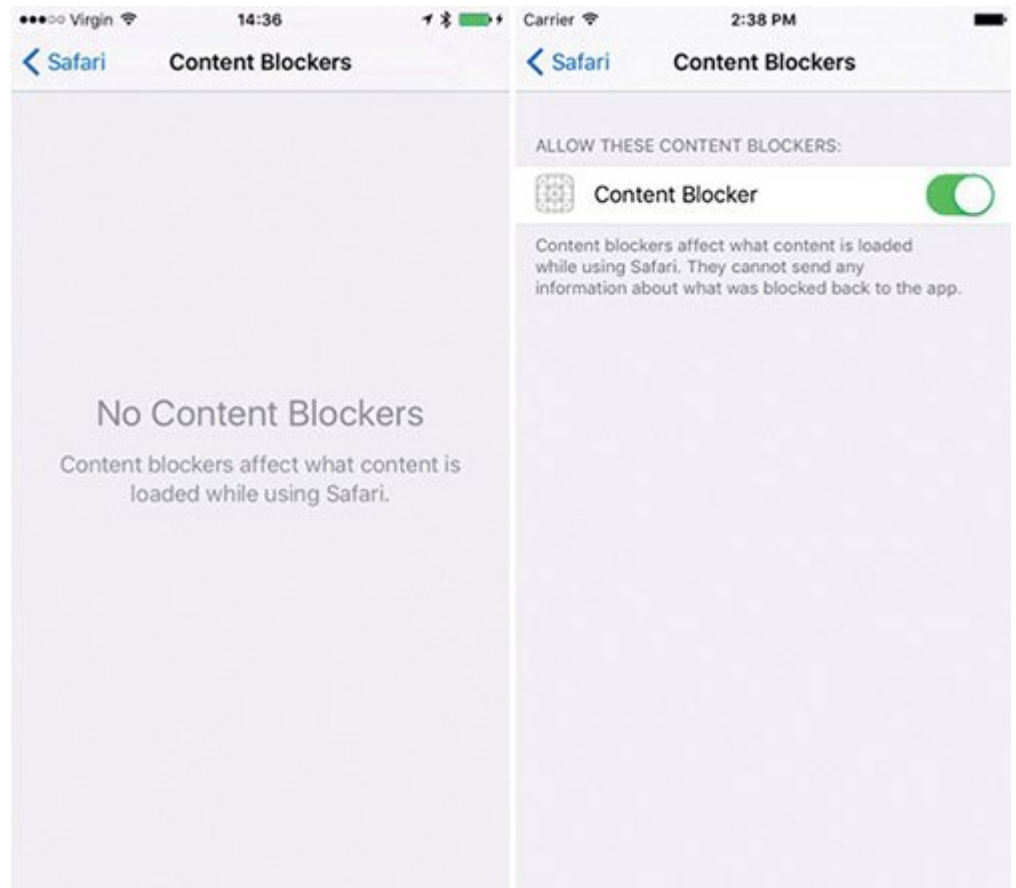 Virgin 14:36
Safari Content Blockers
No Content Blockers
Content blockers affect what content is
loaded while using Safari.
Carrier 2:38 PM
Safari Content Blockers
ALLOW THESE CONTENT BLOCKERS:
Content Blocker
Content blockers affect what content is loaded
while using Safari. They cannot send any
information about what was blocked back to the app.